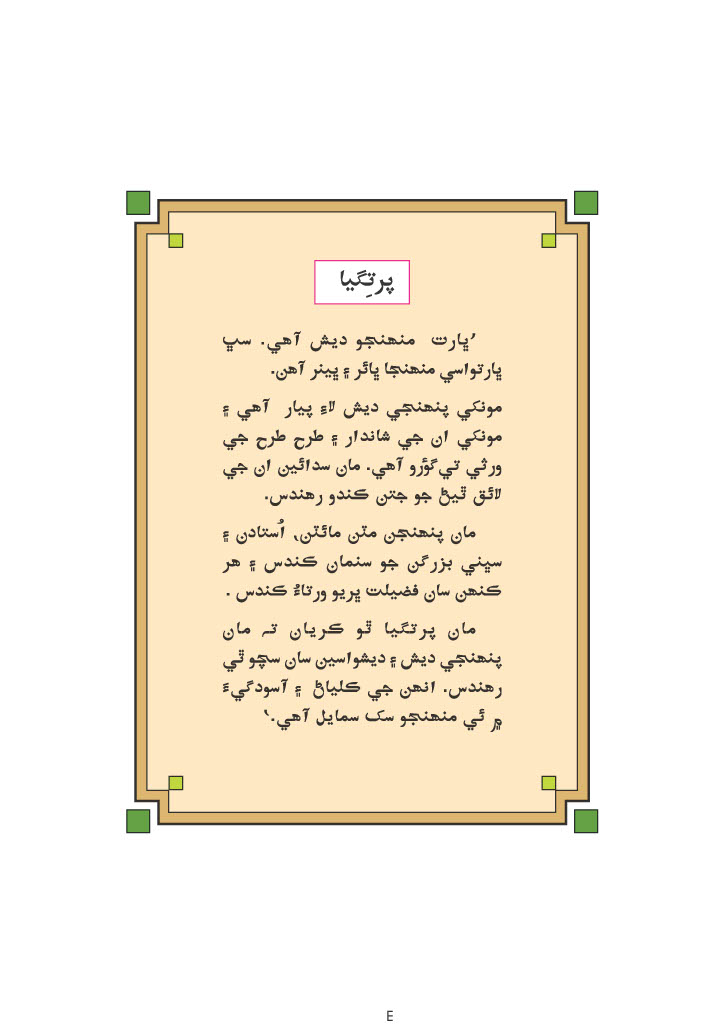 پرتِگيا
’ڀارت منهنجو ديش آهي. سڀ
ڀارتواسي منهنجا ڀائر ۽ ڀينر آهن.
مونکي پنهنجي ديش لاءِ پيار آهي ۽
مونکي ان جي شاندار ۽ طرح طرح جي
ورثي تي گؤرو آهي. مان سدائين ان جي
لائق ٿيڻ جو جتن ڪندو رهندس.
مان پنهنجن مٽن مائٽن، اُستادن ۽
سڀني بزرگن جو سنمان ڪندس ۽ هر
ڪنهن سان فضيلت ڀريو ورتاءُ ڪندس .
مان پرتگيا ٿو ڪريان ته مان
پنهنجي ديش ۽ ديشواسين سان سچو ٿي
رهندس. انهن جي ڪلياڻ ۽ آسودگيءَ
۾ ئي منهنجو سک سمايل آهي.‘
E